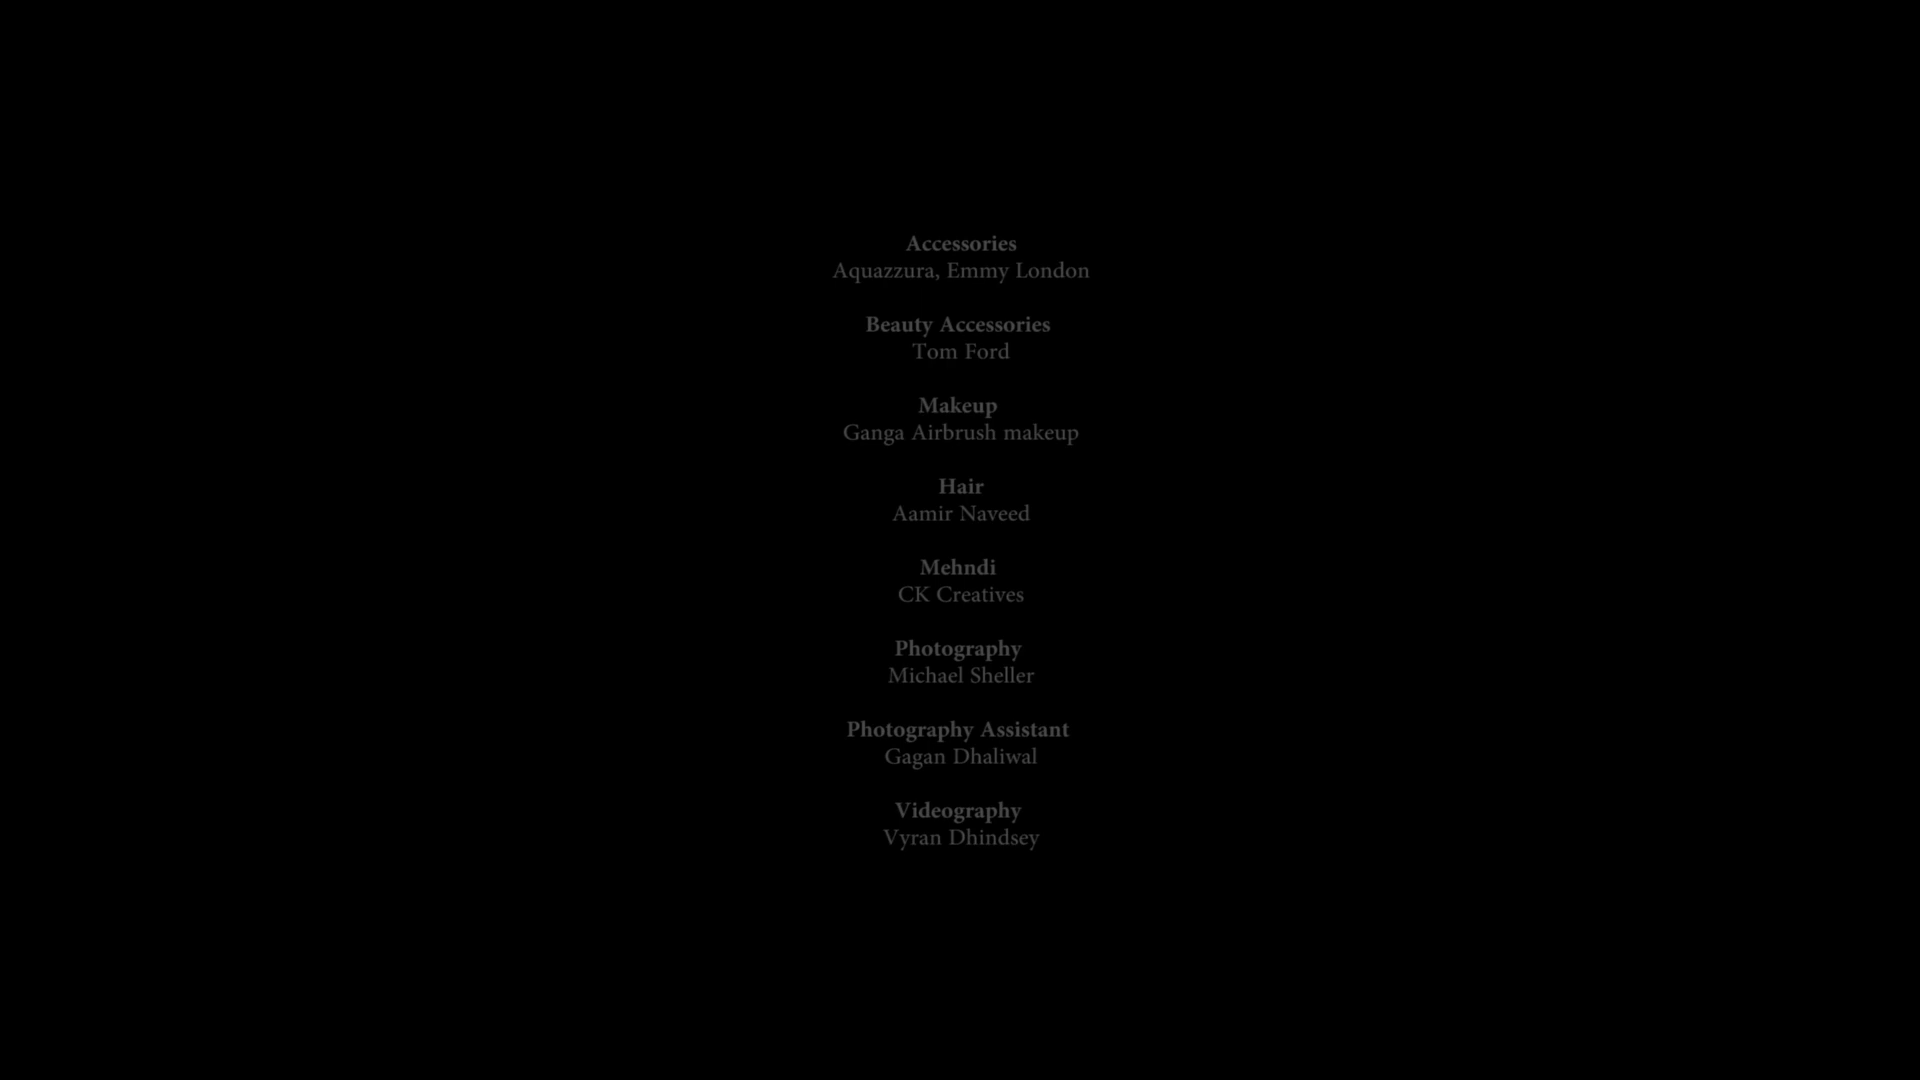 Accessories
Aquazzura, Emmy London
Beauty Accessories
Tom Ford
Makeup
Ganga Airbrush makeup
Hair
Aamir Naveed
Mehndi
CK Creatives
Photography
Michael Sheller
Photography Assistant
Gagan Dhaliwal
Videography
Vyran Dhindsey